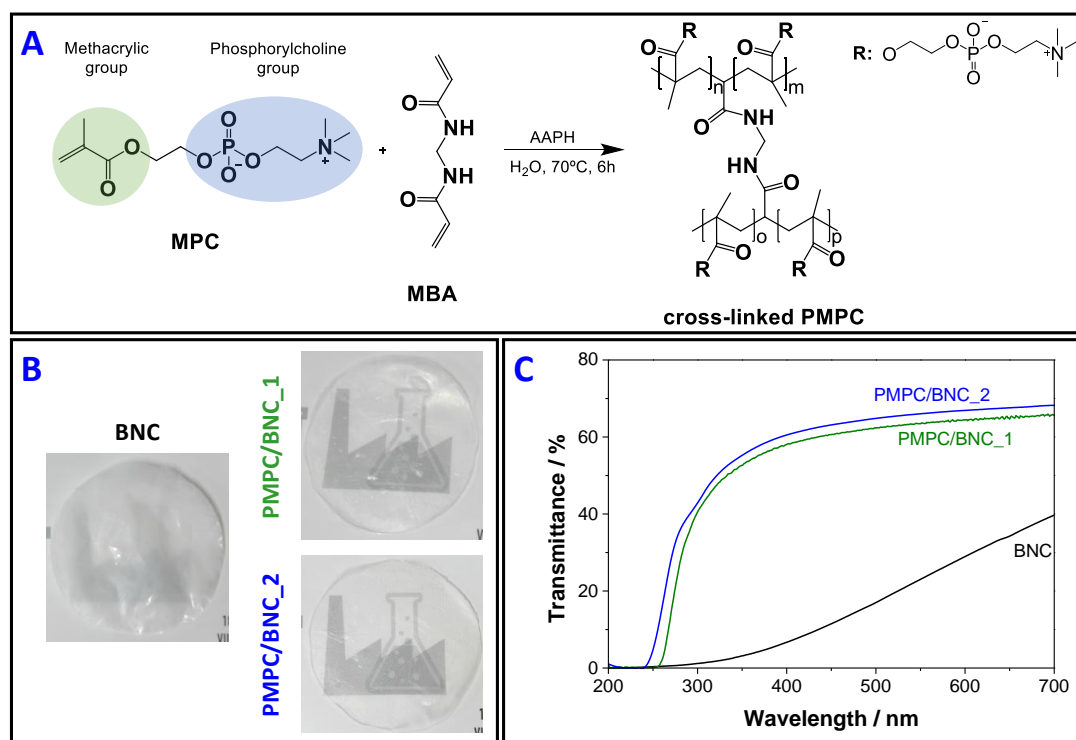 A
Methacrylic
group
Phosphorylcholine
group
O
O
O
P
O
O⁻
O
N
+
MPC
+
O
NH
NH
O
MBA
AAPH
H₂O, 70ºC, 6h
R
O
R
O
n
m
O
NH
NH
O
o
p
R
O
R
O
cross-linked PMPC
R:
O
O
O⁻
P
O
O
N
+
B
BNC
PMPC/BNC_1
PMPC/BNC_2
C
80
60
40
20
0
Transmittance / %
PMPC/BNC_2
PMPC/BNC_1
BNC
200 300 400 500 600 700
Wavelength / nm